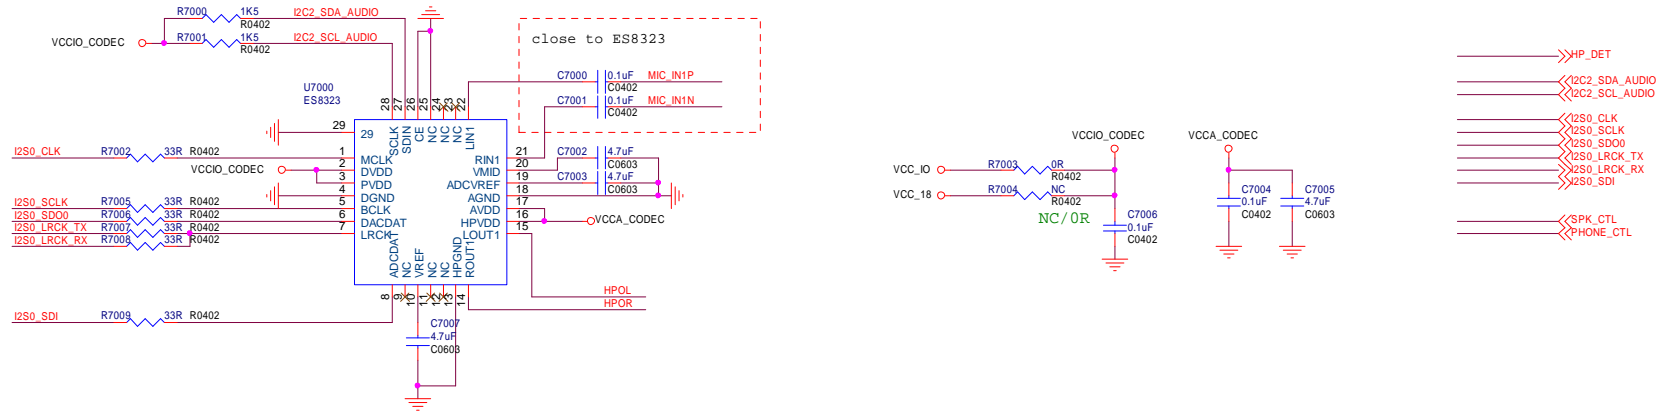 R7000 1K5 I2C2_SDA_AUDIO
R0402
VCCIO_CODEC R7001 1K5 I2C2_SCL_AUDIO
R0402
close to ES8323
C7000 0.1uF MIC_IN1P
C0402
C7001 0.1uF MIC_IN1N
C0402
U7000
ES8323
28 27 26 25 24 23 22
SCLK SDIN CE NC NC NC LIN1
29 29
I2S0_CLK R7002 33R R0402 1 MCLK
VCCIO_CODEC 2 DVDD
3 PVDD
4 DGND
I2S0_SCLK R7005 33R R0402 5 BCLK
I2S0_SDO0 R7006 33R R0402 6 DACDAT
I2S0_LRCK_TX R7007 33R R0402 7 LRCK
I2S0_LRCK_RX R7008 33R R0402
RIN1 21
VMID 20 C7002 4.7uF
C0603
ADCVREF 19 C7003 4.7uF
C0603
AGND 18
AVDD 17
HPVDD 16 VCCA_CODEC
LOUT1 15
ADCDAT NC VREF NC NC HPGND ROUT1
8 9 10 11 12 13 14
HPOL
HPOR
I2S0_SDI R7009 33R R0402
C7007
4.7uF
C0603
VCCIO_CODEC
VCC_IO R7003 0R
R0402
VCC_18 R7004 NC
R0402
NC/0R
C7006
0.1uF
C0402
VCCA_CODEC
C7004
0.1uF
C0402
C7005
4.7uF
C0603
HP_DET
I2C2_SDA_AUDIO
I2C2_SCL_AUDIO
I2S0_CLK
I2S0_SCLK
I2S0_SDO0
I2S0_LRCK_TX
I2S0_LRCK_RX
I2S0_SDI
SPK_CTL
PHONE_CTL